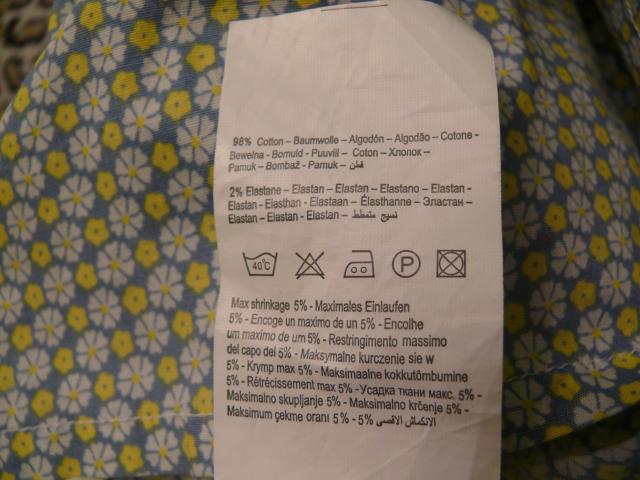 98% Cotton – Baumwolle – Algodón – Algodão – Cotone -
Bewelna - Bomuld - Puuvill – Coton – Хлопок –
Pamuk – Bombaž - Pamuk – قطن
2% Elastane – Elastan – Elastan – Elastano – Elastan -
Elastan - Elasthan - Elastaan – Élasthanne – Эластан –
Elastan – Elastan - Elastan – نسيج متمطط
40°C
P
Max shrinkage 5% - Maximales Einlaufen
5% - Encoge un maximo de un 5% - Encolhe
um maximo de um 5% - Restringimento massimo
del capo del 5% - Maksymalne kurczenie sie w
5% - Krymp max 5% - Maksimaalne kokkutõmbumine
5% - Rétrécissement max 5% -Усадка ткани макс. 5% -
Maksimalno skupljanje 5% - Maksimalno krčenje 5% -
Maksimum çekme oranı 5% - 5% الانكماش الاقصى